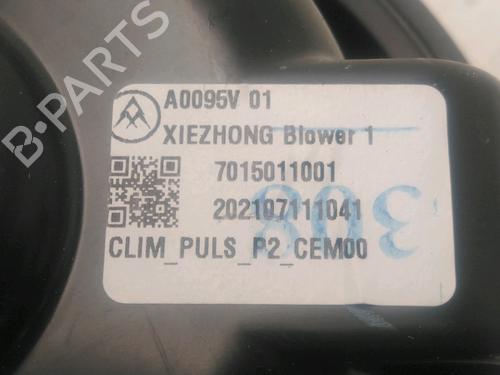 A0095V 01
XIEZHONG Blower 1
7015011001
202107111041
308
CLIM_PULS_P2_CEM00
B-PARTS